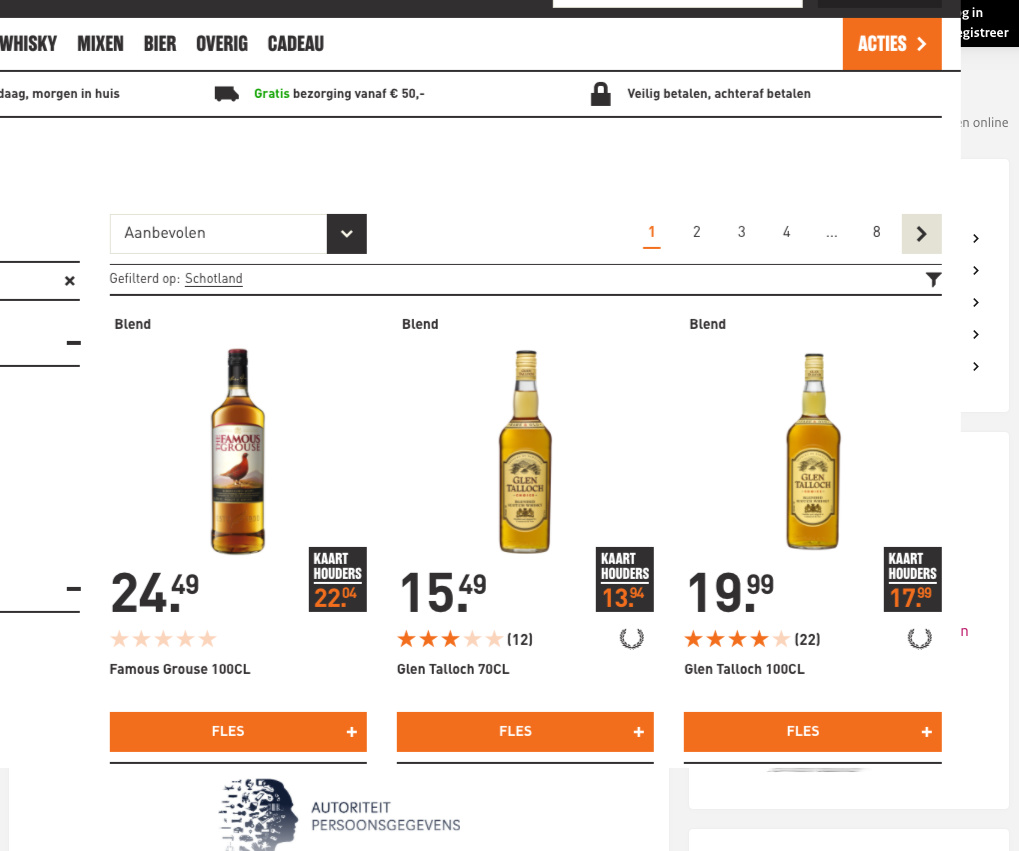 g in
egistreer
WHISKY MIXEN BIER OVERIG CADEAU ACTIES
daag, morgen in huis
Gratis bezorging vanaf € 50,-
Veilig betalen, achteraf betalen
en online
Aanbevolen
1 2 3 4 ... 8
Gefilterd op: Schotland
Blend
Blend
Blend
THE FAMOUS GROUSE
GLEN TALLOCH
GLEN TALLOCH
24.49
KAART HOUDERS
22.04
15.49
KAART HOUDERS
13.94
19.99
KAART HOUDERS
17.99
(12)
(22)
n
Famous Grouse 100CL
Glen Talloch 70CL
Glen Talloch 100CL
FLES +
FLES +
FLES +
AUTORITEIT
PERSOONSGEGEVENS